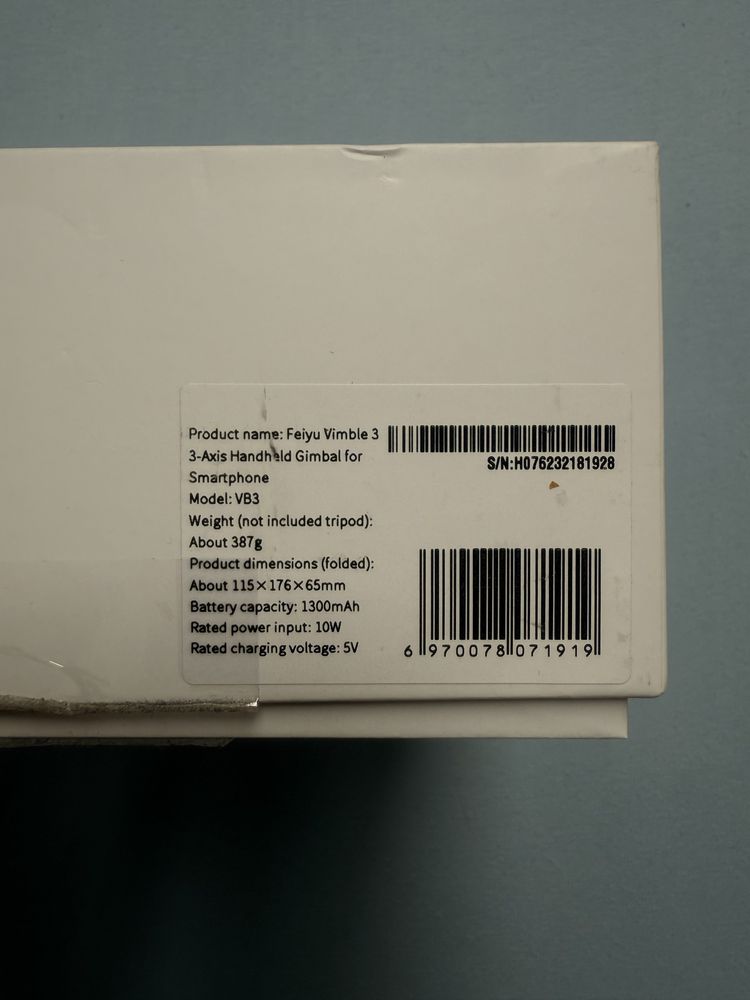 Product name: Feiyu Vimble 3
3-Axis Handheld Gimbal for
Smartphone
Model: VB3
Weight (not included tripod):
About 387g
Product dimensions (folded):
About 115×176×65mm
Battery capacity: 1300mAh
Rated power input: 10W
Rated charging voltage: 5V
S/N:H076232181928
6 970078 071919